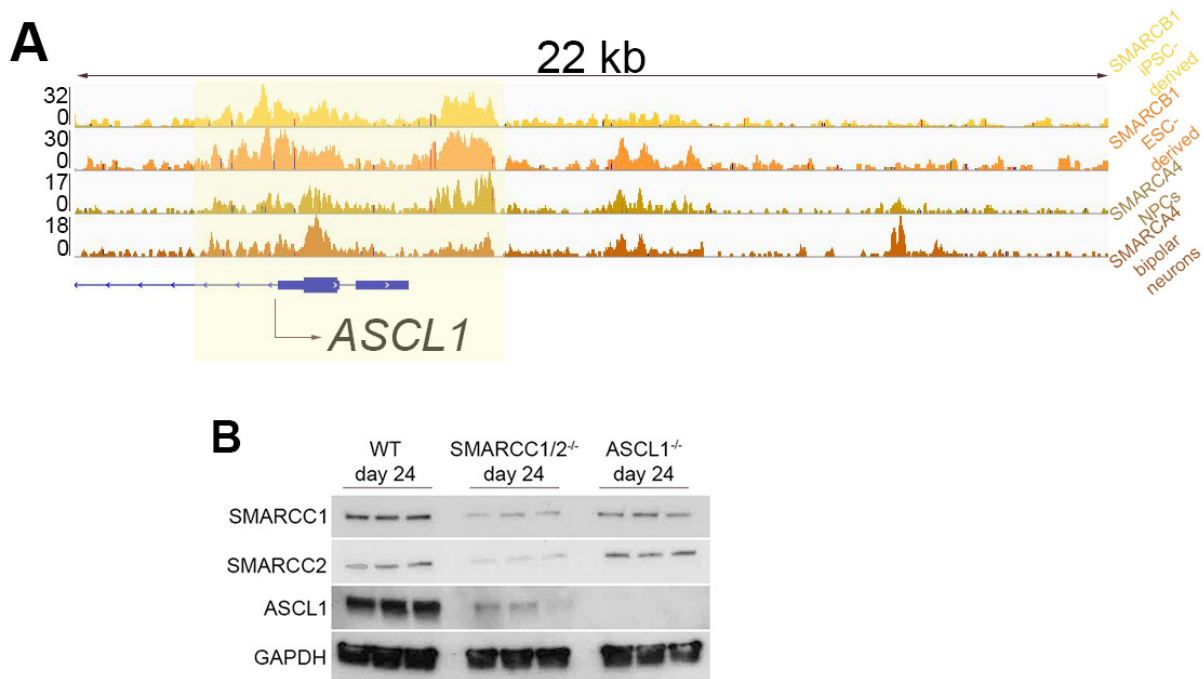 A
22 kb
SMARCB1
iPSC-
derived
32
0
SMARCB1
ESC-
derived
30
0
SMARCA4
NPCs
17
0
SMARCA4
bipolar
neurons
18
0
ASCL1
B
WT
day 24
SMARCC1/2-/-
day 24
ASCL1-/-
day 24
SMARCC1
SMARCC2
ASCL1
GAPDH